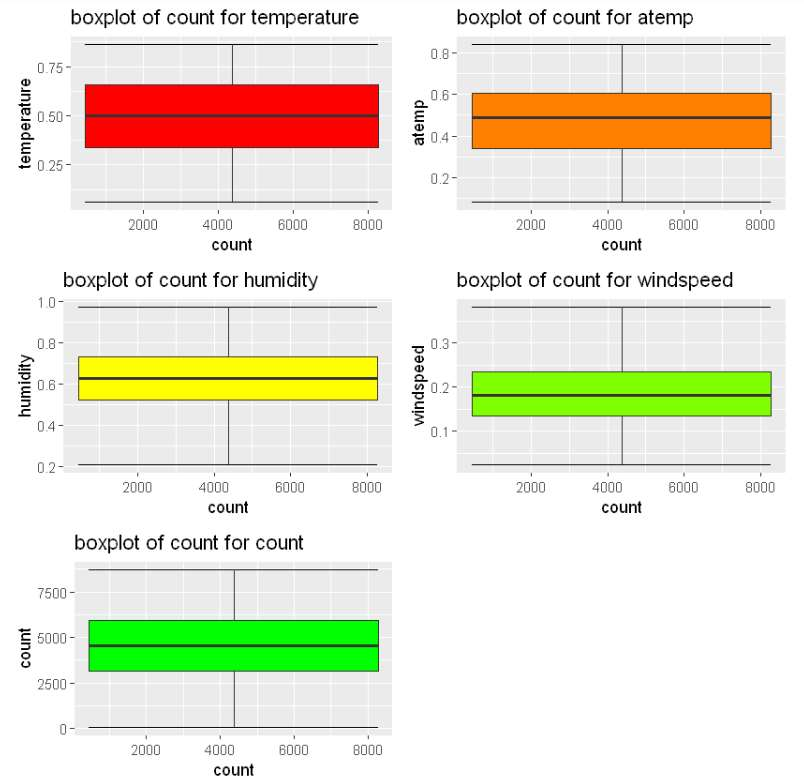 boxplot of count for temperature
0.75
0.50
0.25
temperature
2000 4000 6000 8000
count
boxplot of count for atemp
0.8
0.6
0.4
0.2
atemp
2000 4000 6000 8000
count
boxplot of count for humidity
1.0
0.8
0.6
0.4
0.2
humidity
2000 4000 6000 8000
count
boxplot of count for windspeed
0.3
0.2
0.1
windspeed
2000 4000 6000 8000
count
boxplot of count for count
7500
5000
2500
0
count
2000 4000 6000 8000
count